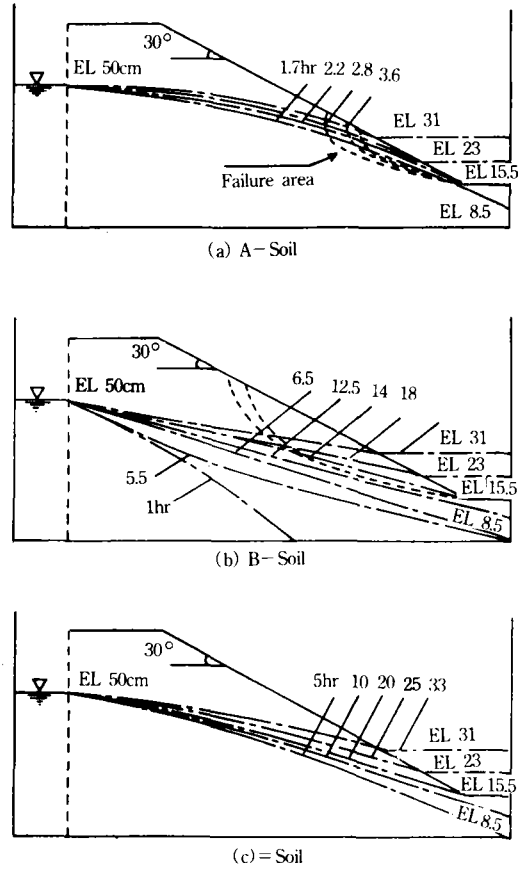 30°
EL 50cm
1.7hr 2.2 2.8 3.6
EL 31
EL 23
EL 15.5
EL 8.5
Failure area
(a) A-Soil
30°
EL 50cm
6.5 12.5 14 18
EL 31
EL 23
EL 15.5
EL 8.5
5.5
1hr
(b) B-Soil
30°
EL 50cm
5hr 10 20 25 33
EL 31
EL 23
EL 15.5
EL 8.5
(c)=Soil